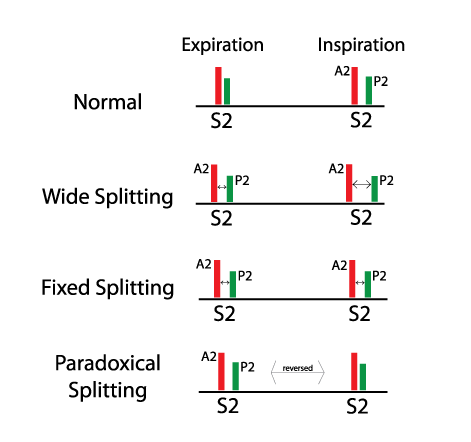 Expiration Inspiration
Normal
A2 P2
S2 S2
Wide Splitting
A2 P2 A2 P2
S2 S2
Fixed Splitting
A2 P2 A2 P2
S2 S2
Paradoxical
Splitting
A2 P2 reversed
S2 S2